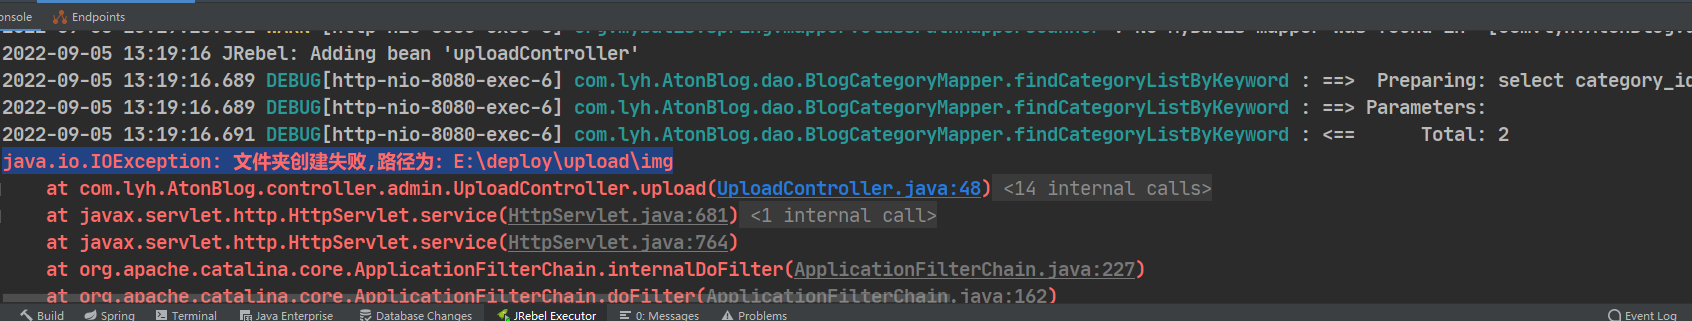 onsole Endpoints
2022-09-05 13:19:16 JRebel: Adding bean 'uploadController'
2022-09-05 13:19:16.689 DEBUG[http-nio-8080-exec-6] com.lyh.AtonBlog.dao.BlogCategoryMapper.findCategoryListByKeyword : ==>  Preparing: select category_id
2022-09-05 13:19:16.689 DEBUG[http-nio-8080-exec-6] com.lyh.AtonBlog.dao.BlogCategoryMapper.findCategoryListByKeyword : ==> Parameters:
2022-09-05 13:19:16.691 DEBUG[http-nio-8080-exec-6] com.lyh.AtonBlog.dao.BlogCategoryMapper.findCategoryListByKeyword : <==      Total: 2
java.io.IOException: 文件夹创建失败,路径为: E:\deploy\upload\img
at com.lyh.AtonBlog.controller.admin.UploadController.upload(UploadController.java:48) <14 internal calls>
at javax.servlet.http.HttpServlet.service(HttpServlet.java:681) <1 internal call>
at javax.servlet.http.HttpServlet.service(HttpServlet.java:764)
at org.apache.catalina.core.ApplicationFilterChain.internalDoFilter(ApplicationFilterChain.java:227)
at org.apache.catalina.core.ApplicationFilterChain.doFilter(ApplicationFilterChain.java:162)
Build Spring Terminal Java Enterprise Database Changes JRebel Executor 0: Messages Problems Event Log